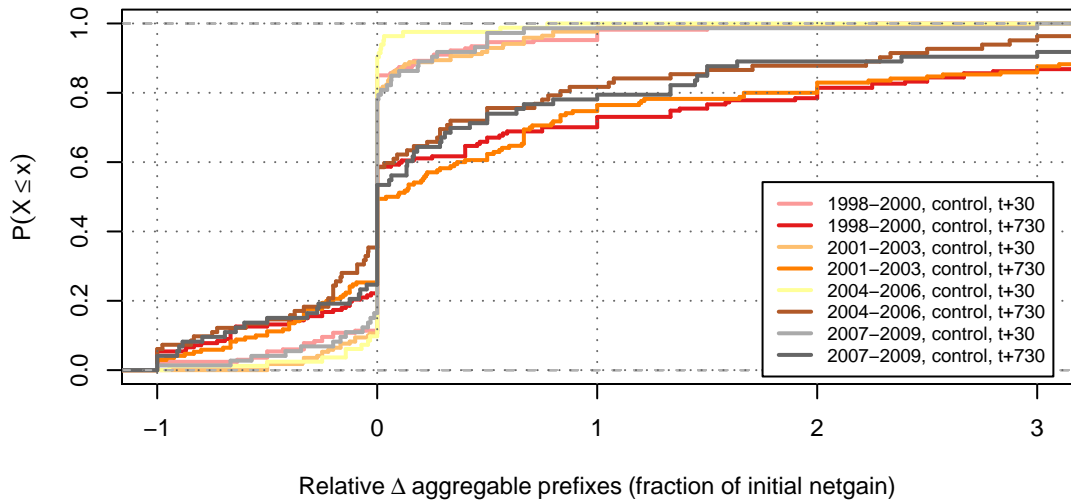 P(X ≤ x)
1.0
0.8
0.6
0.4
0.2
0.0
1998−2000, control, t+30
1998−2000, control, t+730
2001−2003, control, t+30
2001−2003, control, t+730
2004−2006, control, t+30
2004−2006, control, t+730
2007−2009, control, t+30
2007−2009, control, t+730
−1 0 1 2 3
Relative Δ aggregable prefixes (fraction of initial netgain)